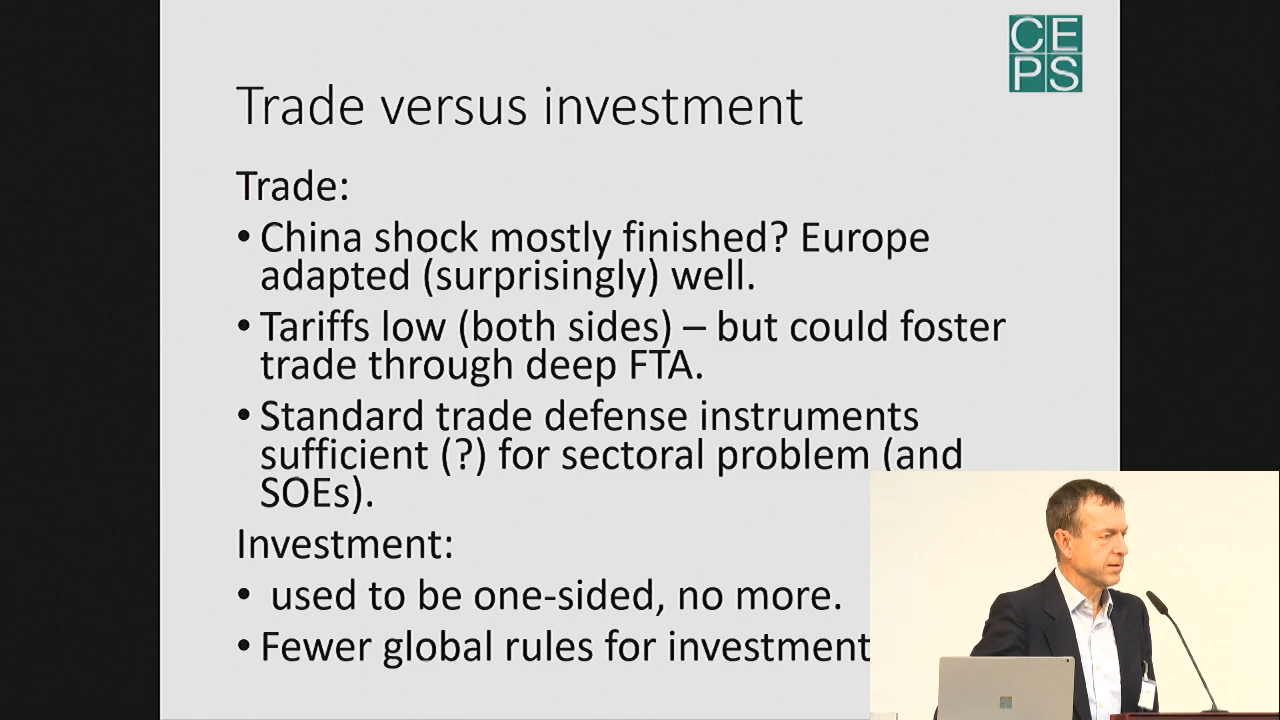 CE
PS
Trade versus investment
Trade:
• China shock mostly finished? Europe
adapted (surprisingly) well.
• Tariffs low (both sides) – but could foster
trade through deep FTA.
• Standard trade defense instruments
sufficient (?) for sectoral problem (and
SOEs).
Investment:
• used to be one-sided, no more.
• Fewer global rules for investment